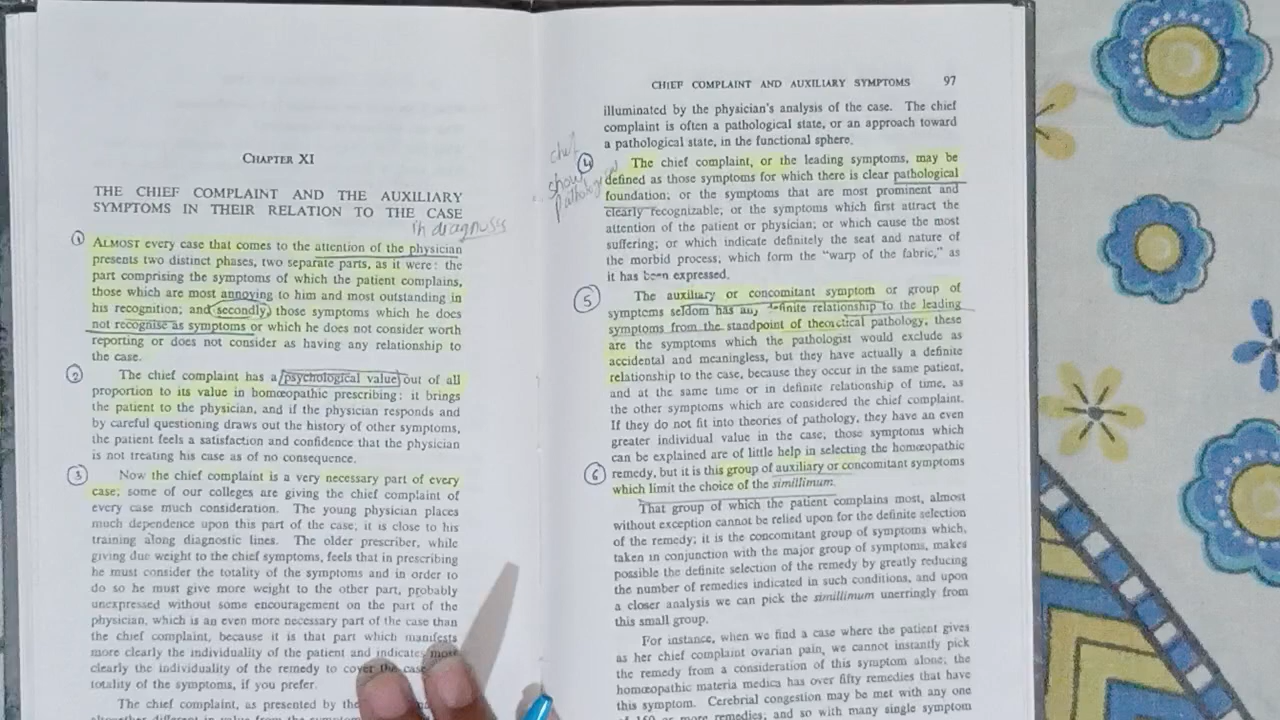 CHAPTER XI
THE CHIEF COMPLAINT AND THE AUXILIARY
SYMPTOMS IN THEIR RELATION TO THE CASE
in diagnosis
① ALMOST every case that comes to the attention of the physician
presents two distinct phases, two separate parts, as it were: the
part comprising the symptoms of which the patient complains,
those which are most annoying to him and most outstanding in
his recognition; and secondly, those symptoms which he does
not recognise as symptoms or which he does not consider worth
reporting or does not consider as having any relationship to
the case.
② The chief complaint has a psychological value out of all
proportion to its value in homœopathic prescribing: it brings
the patient to the physician, and if the physician responds and
by careful questioning draws out the history of other symptoms,
the patient feels a satisfaction and confidence that the physician
is not treating his case as of no consequence.
③ Now the chief complaint is a very necessary part of every
case; some of our colleges are giving the chief complaint of
every case much consideration. The young physician places
much dependence upon this part of the case; it is close to his
training along diagnostic lines. The older prescriber, while
giving due weight to the chief symptoms, feels that in prescribing
he must consider the totality of the symptoms and in order to
do so he must give more weight to the other part, probably
unexpressed without some encouragement on the part of the
physician, which is an even more necessary part of the case than
the chief complaint, because it is that part which manifests
more clearly the individuality of the patient and indicates more
clearly the individuality of the remedy to cover the case
totality of the symptoms, if you prefer.
The chief complaint, as presented by the
CHIEF COMPLAINT AND AUXILIARY SYMPTOMS 97
illuminated by the physician's analysis of the case. The chief
complaint is often a pathological state, or an approach toward
a pathological state, in the functional sphere.
chief
④ The chief complaint, or the leading symptoms, may be
show
defined as those symptoms for which there is clear pathological
pathological
foundation; or the symptoms that are most prominent and
clearly recognizable; or the symptoms which first attract the
attention of the patient or physician; or which cause the most
suffering; or which indicate definitely the seat and nature of
the morbid process; which form the "warp of the fabric," as
it has been expressed.
⑤ The auxiliary or concomitant symptom or group of
symptoms seldom has any definite relationship to the leading
symptoms from the standpoint of theoretical pathology, these
are the symptoms which the pathologist would exclude as
accidental and meaningless, but they have actually a definite
relationship to the case, because they occur in the same patient,
and at the same time or in definite relationship of time, as
the other symptoms which are considered the chief complaint.
If they do not fit into theories of pathology, they have an even
greater individual value in the case; those symptoms which
can be explained are of little help in selecting the homœopathic
⑥ remedy, but it is this group of auxiliary or concomitant symptoms
which limit the choice of the simillimum.
That group of which the patient complains most, almost
without exception cannot be relied upon for the definite selection
of the remedy; it is the concomitant group of symptoms which,
taken in conjunction with the major group of symptoms, makes
possible the definite selection of the remedy by greatly reducing
the number of remedies indicated in such conditions, and upon
a closer analysis we can pick the simillimum unerringly from
this small group.
For instance, when we find a case where the patient gives
as her chief complaint ovarian pain, we cannot instantly pick
the remedy from a consideration of this symptom alone; the
homœopathic materia medica has over fifty remedies that have
this symptom. Cerebral congestion may be met with any one
of 160 or more remedies; and so with many single symptom